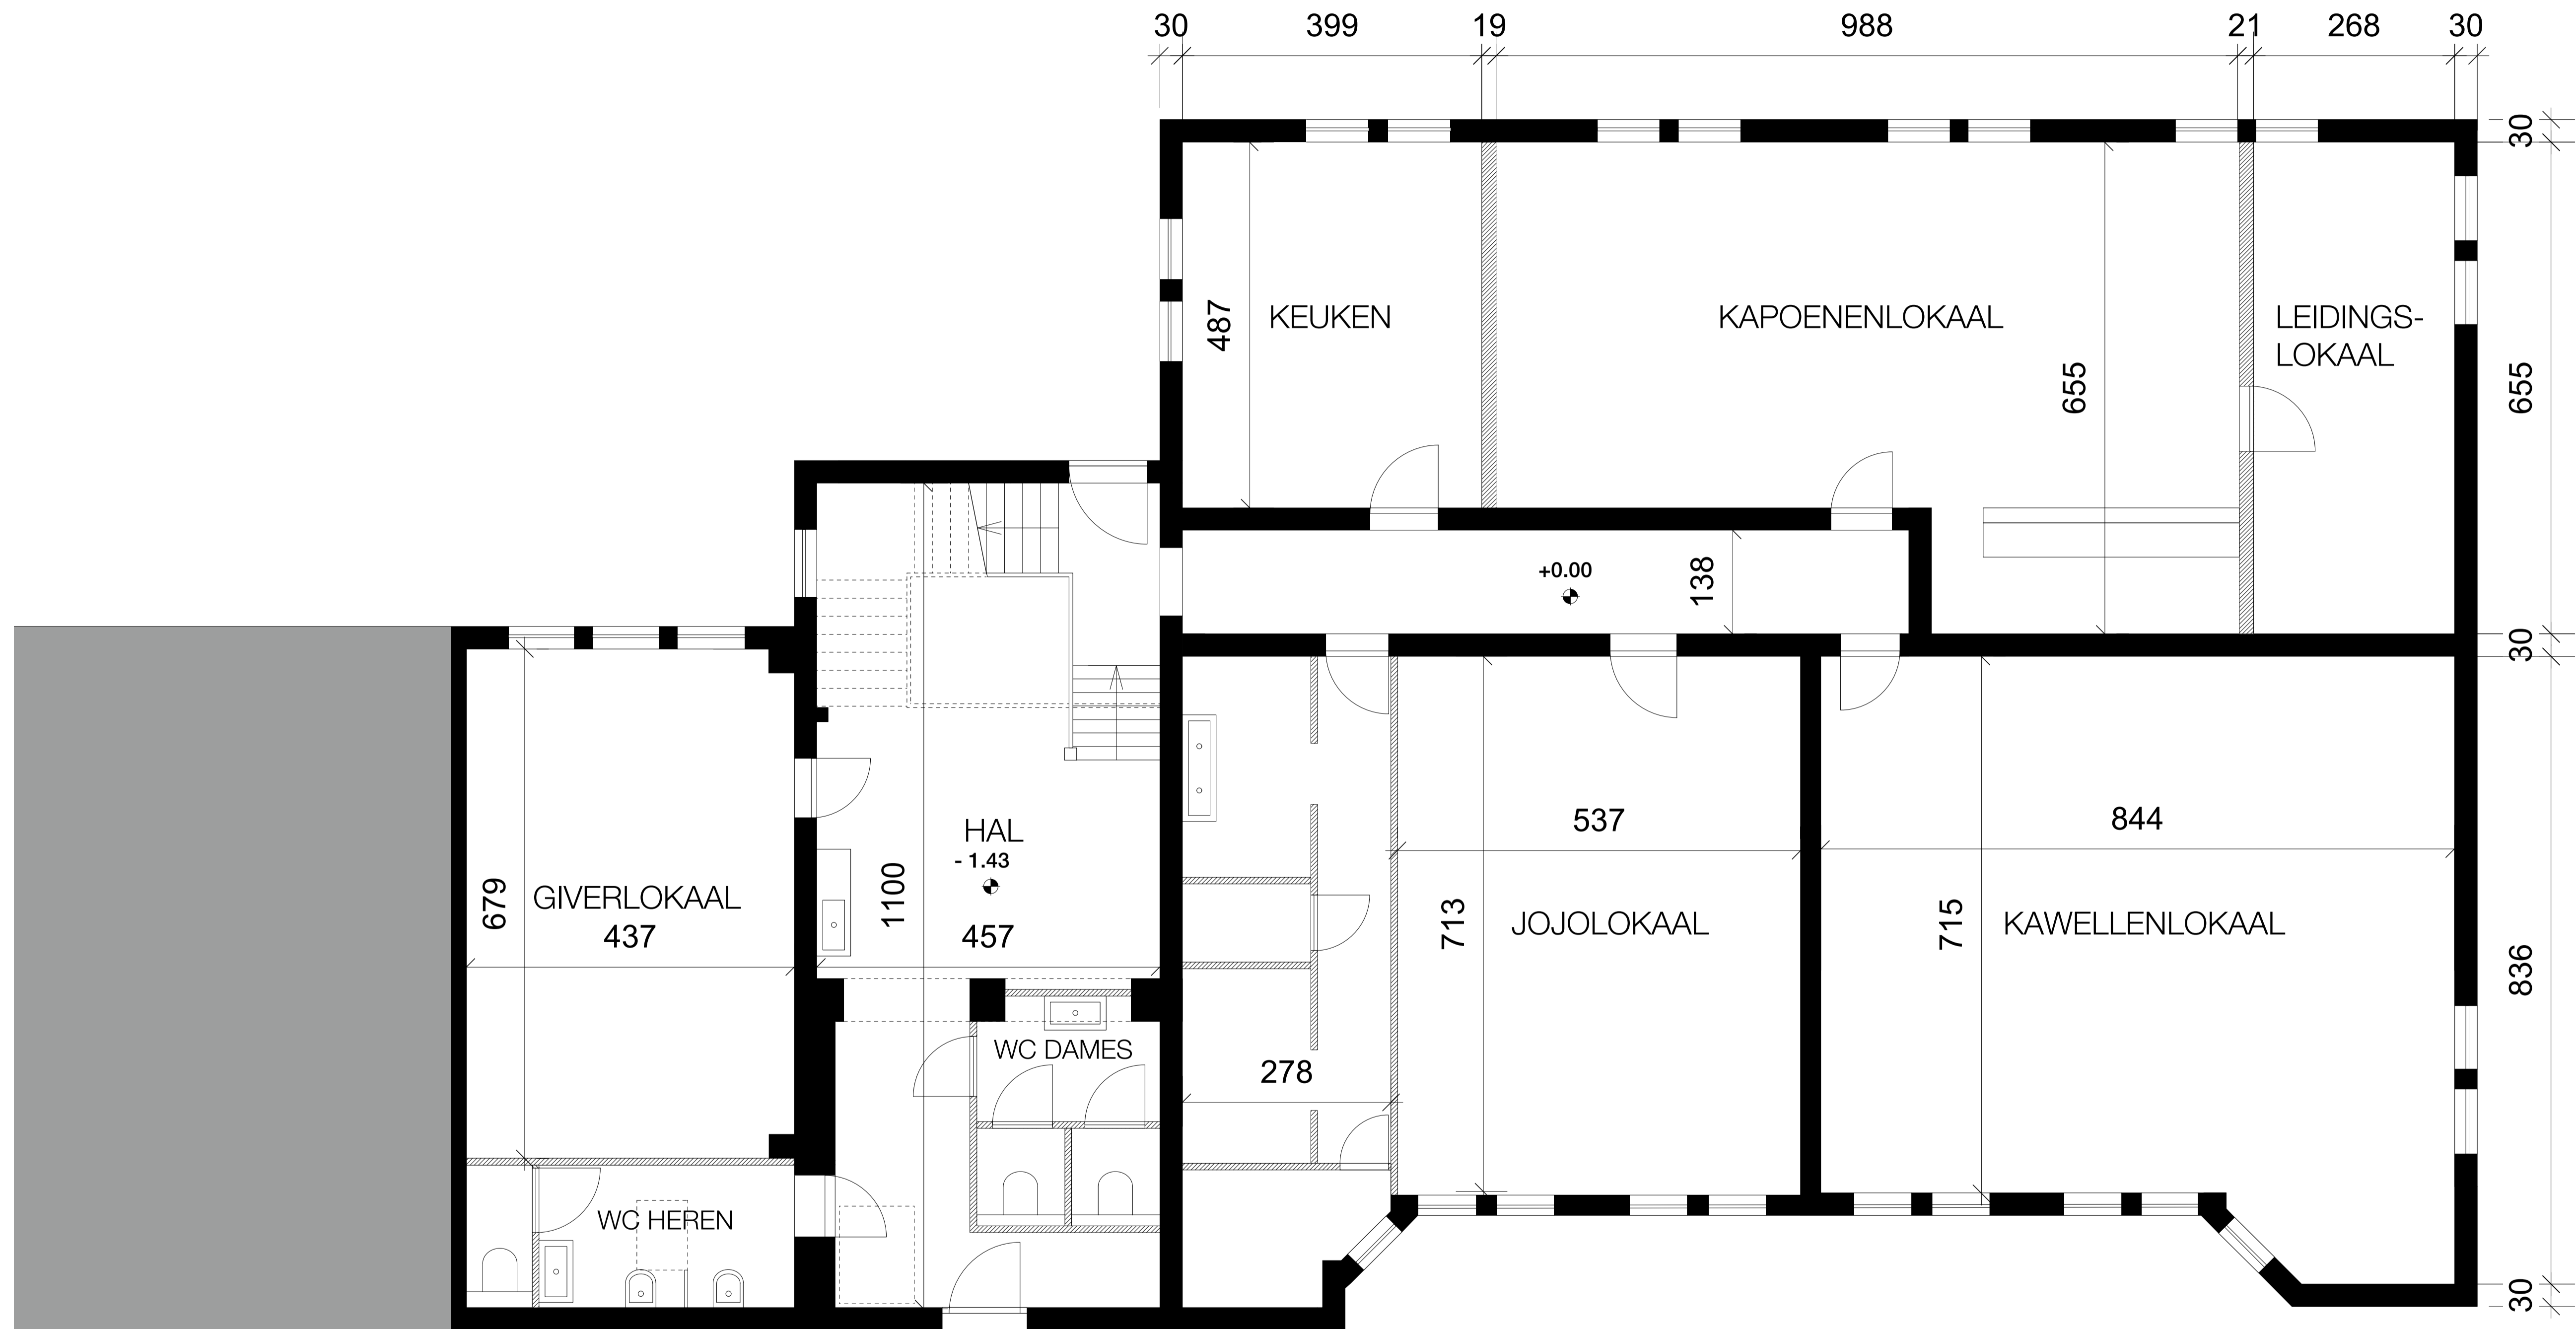 30 399 19 988 21 268 30
30
487
KEUKEN
KAPOENENLOKAAL
LEIDINGS-
LOKAAL
655
655
+0.00
138
30
HAL
- 1.43
1100
457
679
GIVERLOKAAL
437
537
844
713
JOJOLOKAAL
715
KAWELLENLOKAAL
836
WC DAMES
278
WC HEREN
30